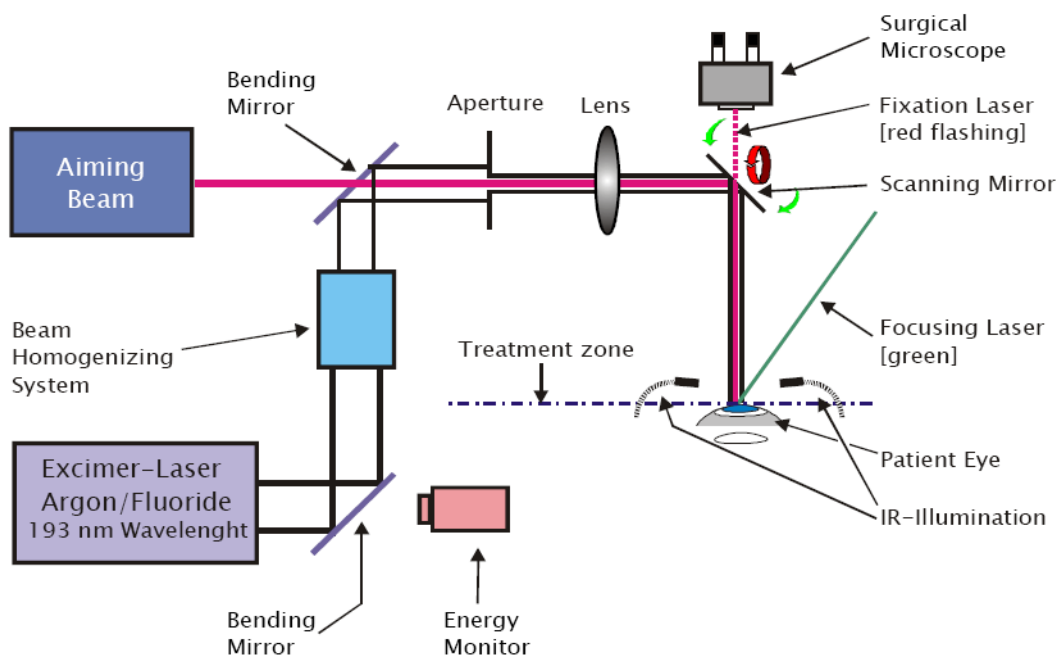 Surgical
Microscope
Bending
Mirror
Aperture
Lens
Fixation Laser
[red flashing]
Aiming
Beam
Scanning Mirror
Beam
Homogenizing
System
Treatment zone
Focusing Laser
[green]
Excimer-Laser
Argon/Fluoride
193 nm Wavelenght
Patient Eye
IR-Illumination
Bending
Mirror
Energy
Monitor